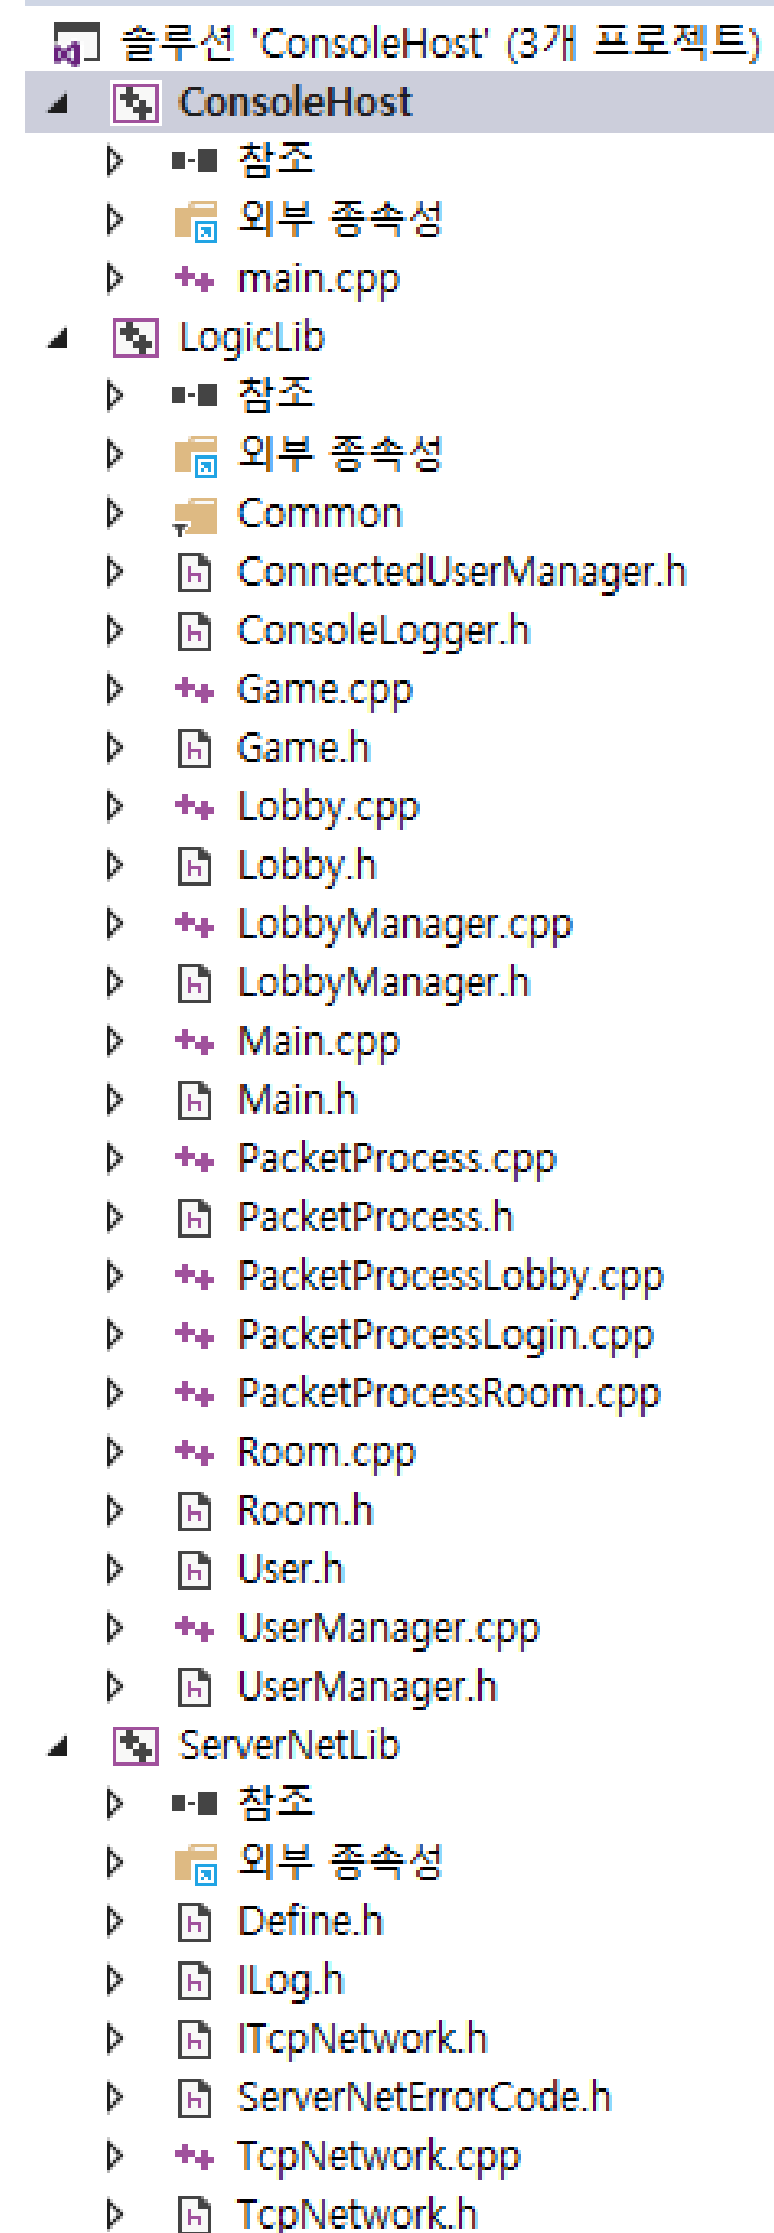 솔루션 'ConsoleHost' (3개 프로젝트)
ConsoleHost
참조
외부 종속성
main.cpp
LogicLib
참조
외부 종속성
Common
ConnectedUserManager.h
ConsoleLogger.h
Game.cpp
Game.h
Lobby.cpp
Lobby.h
LobbyManager.cpp
LobbyManager.h
Main.cpp
Main.h
PacketProcess.cpp
PacketProcess.h
PacketProcessLobby.cpp
PacketProcessLogin.cpp
PacketProcessRoom.cpp
Room.cpp
Room.h
User.h
UserManager.cpp
UserManager.h
ServerNetLib
참조
외부 종속성
Define.h
ILog.h
ITcpNetwork.h
ServerNetErrorCode.h
TcpNetwork.cpp
TcpNetwork.h